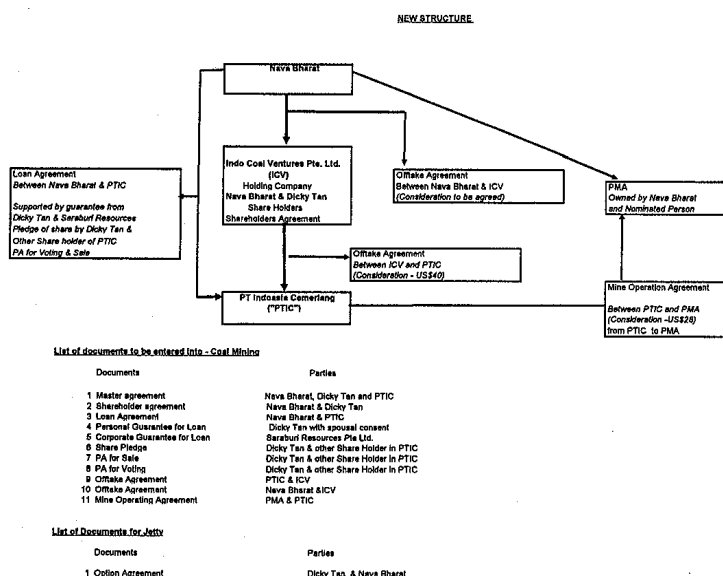 NEW STRUCTURE
Nava Bharat
Loan Agreement
Between Nava Bharat & PTIC
Supported by guarantee from
Dicky Tan & Saraburi Resources
Pledge of share by Dicky Tan &
Other Share holder of PTIC
PA for Voting & Sale
Indo Coal Ventures Pte. Ltd.
(ICV)
Holding Company
Nava Bharat & Dicky Tan
Share Holders
Shareholders Agreement
Offtake Agreement
Between Nava Bharat & ICV
(Consideration to be agreed)
PMA
Owned by Nava Bharat
and Nominated Person
Offtake Agreement
Between ICV and PTIC
(Consideration - US$40)
PT Indoasia Cemerlang
("PTIC")
Mine Operation Agreement
Between PTIC and PMA
(Consideration -US$28)
from PTIC to PMA
List of documents to be entered into - Coal Mining
Documents Parties
1 Master agreement Nava Bharat, Dicky Tan and PTIC
2 Shareholder agreement Nava Bharat & Dicky Tan
3 Loan Agreement Nava Bharat & PTIC
4 Personal Guarantee for Loan Dicky Tan with spousal consent
5 Corporate Guarantee for Loan Saraburi Resources Pte Ltd.
6 Share Pledge Dicky Tan & other Share Holder in PTIC
7 PA for Sale Dicky Tan & other Share Holder in PTIC
8 PA for Voting Dicky Tan & other Share Holder in PTIC
9 Offtake Agreement PTIC & ICV
10 Offtake Agreement Nava Bharat &ICV
11 Mine Operating Agreement PMA & PTIC
List of Documents for Jetty
Documents Parties
1 Option Agreement Dicky Tan, & Nava Bharat